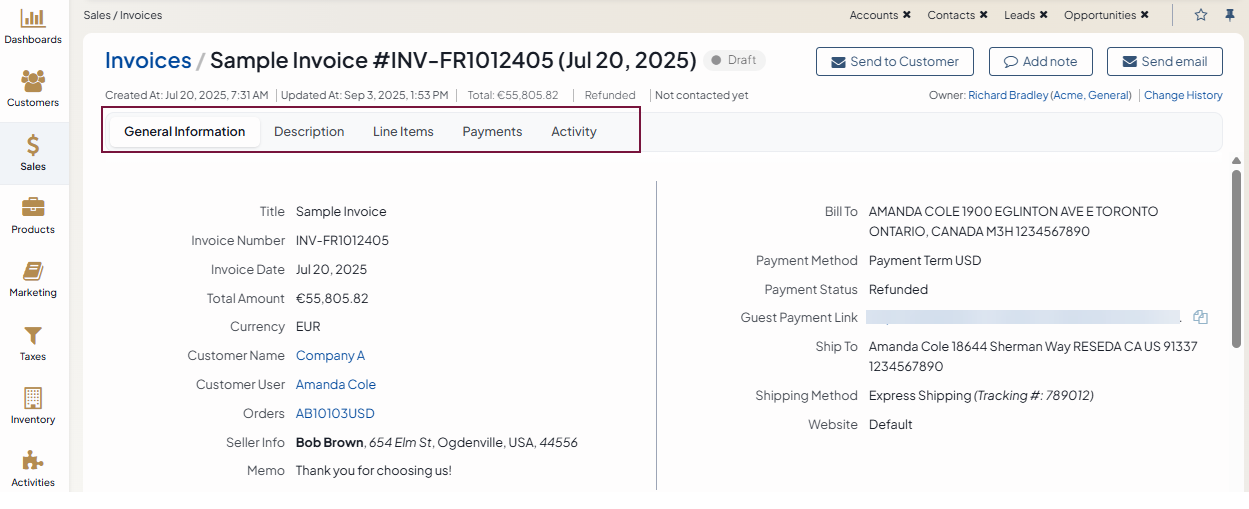 Dashboards
Customers
Sales
Products
Marketing
Taxes
Inventory
Activities
Sales / Invoices
Accounts ✖ Contacts ✖ Leads ✖ Opportunities ✖
Invoices / Sample Invoice #INV-FR1012405 (Jul 20, 2025) Draft
Send to Customer Add note Send email
Created At: Jul 20, 2025, 7:31 AM | Updated At: Sep 3, 2025, 1:53 PM | Total: €55,805.82 | Refunded | Not contacted yet
Owner: Richard Bradley (Acme, General) | Change History
General Information Description Line Items Payments Activity
Title Sample Invoice
Invoice Number INV-FR1012405
Invoice Date Jul 20, 2025
Total Amount €55,805.82
Currency EUR
Customer Name Company A
Customer User Amanda Cole
Orders AB10103USD
Seller Info Bob Brown, 654 Elm St, Ogdenville, USA, 44556
Memo Thank you for choosing us!
Bill To AMANDA COLE 1900 EGLINTON AVE E TORONTO
ONTARIO, CANADA M3H 1234567890
Payment Method Payment Term USD
Payment Status Refunded
Guest Payment Link
Ship To Amanda Cole 18644 Sherman Way RESEDA CA US 91337
1234567890
Shipping Method Express Shipping (Tracking #: 789012)
Website Default